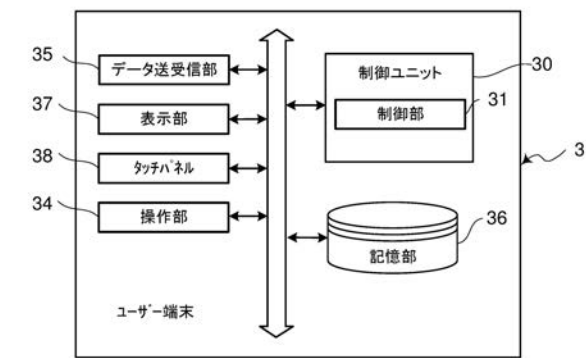 35
データ送受信部
37
表示部
38
タッチパネル
34
操作部
ユーザー端末
制御ユニット
30
制御部
31
3
36
記憶部